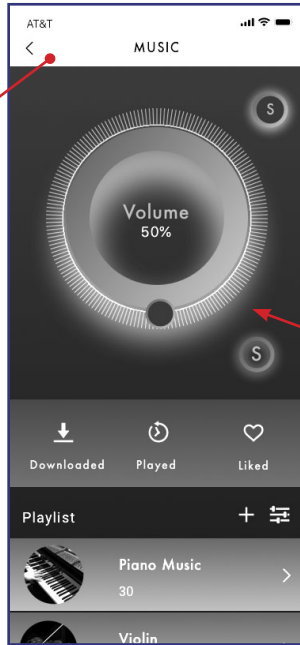 AT&T
MUSIC
S
Volume
50%
S
Downloaded Played Liked
Playlist
Piano Music
30
Violin